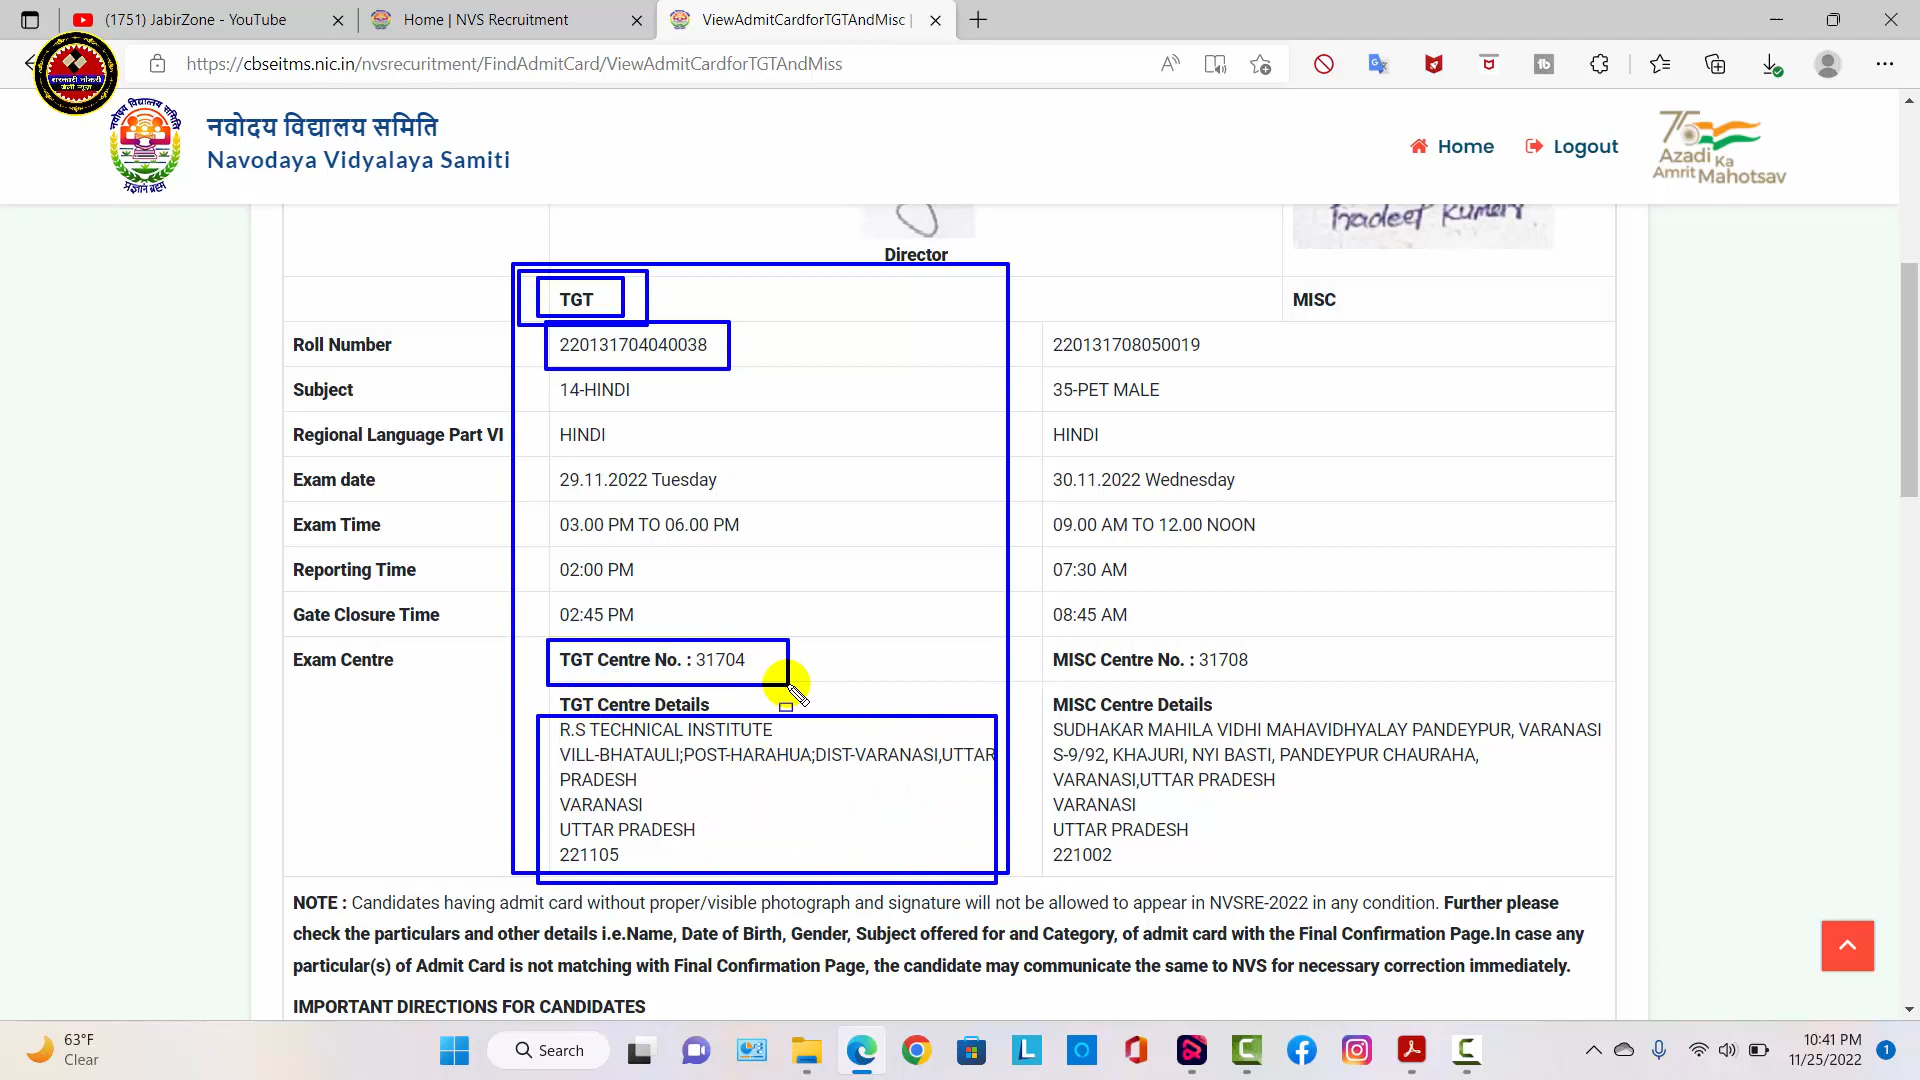 (1751) JabirZone - YouTube
Home | NVS Recruitment
ViewAdmitCardforTGTAndMisc |
https://cbseitms.nic.in/nvsrecuritment/FindAdmitCard/ViewAdmitCardforTGTAndMiss
नवोदय विद्यालय समिति
Navodaya Vidyalaya Samiti
Home
Logout
75
Azadi Ka
Amrit Mahotsav
Pradeep Kumar
Director
TGT
MISC
Roll Number
220131704040038
220131708050019
Subject
14-HINDI
35-PET MALE
Regional Language Part VI
HINDI
HINDI
Exam date
29.11.2022 Tuesday
30.11.2022 Wednesday
Exam Time
03.00 PM TO 06.00 PM
09.00 AM TO 12.00 NOON
Reporting Time
02:00 PM
07:30 AM
Gate Closure Time
02:45 PM
08:45 AM
Exam Centre
TGT Centre No. : 31704
MISC Centre No. : 31708
TGT Centre Details
R.S TECHNICAL INSTITUTE
VILL-BHATAULI;POST-HARAHUA;DIST-VARANASI,UTTAR
PRADESH
VARANASI
UTTAR PRADESH
221105
MISC Centre Details
SUDHAKAR MAHILA VIDHI MAHAVIDHYALAY PANDEYPUR, VARANASI
S-9/92, KHAJURI, NYI BASTI, PANDEYPUR CHAURAHA,
VARANASI,UTTAR PRADESH
VARANASI
UTTAR PRADESH
221002
NOTE : Candidates having admit card without proper/visible photograph and signature will not be allowed to appear in NVSRE-2022 in any condition. Further please
check the particulars and other details i.e.Name, Date of Birth, Gender, Subject offered for and Category, of admit card with the Final Confirmation Page.In case any
particular(s) of Admit Card is not matching with Final Confirmation Page, the candidate may communicate the same to NVS for necessary correction immediately.
IMPORTANT DIRECTIONS FOR CANDIDATES
63°F
Clear
Search
10:41 PM
11/25/2022
1